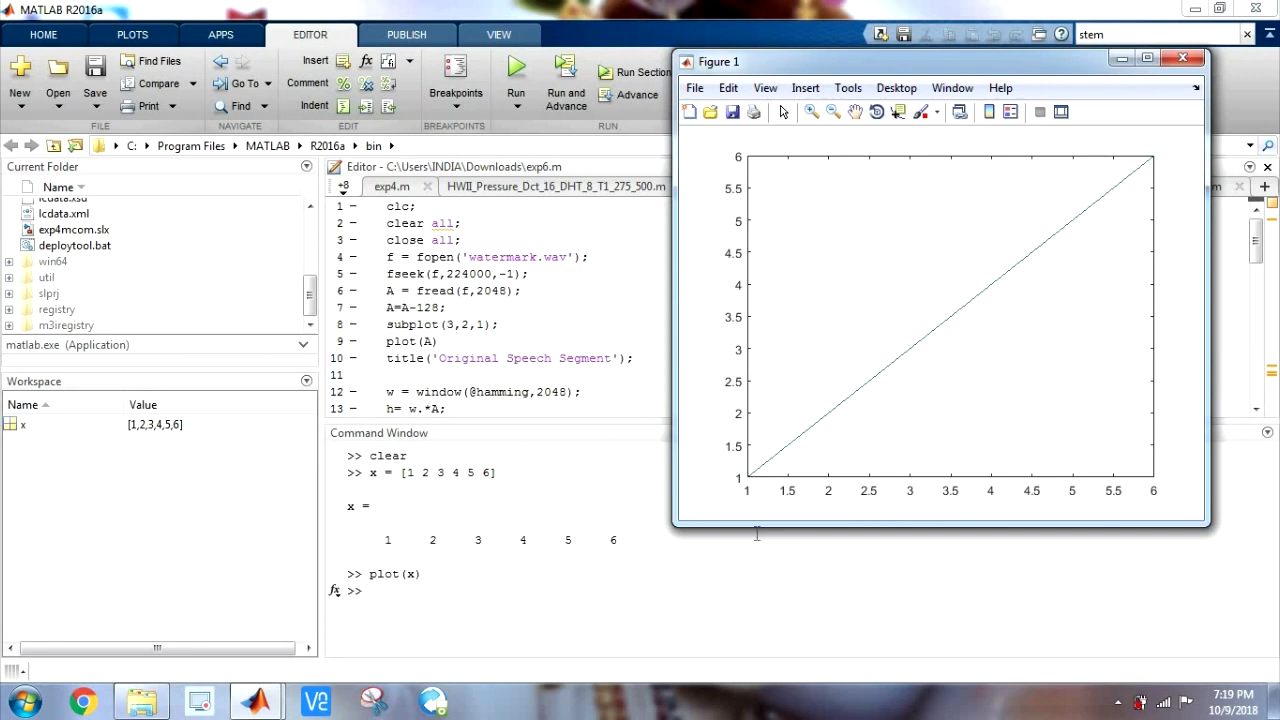 MATLAB R2016a
HOME PLOTS APPS EDITOR PUBLISH VIEW
stem
New Open Save
Find Files
Compare
Print
FILE
Go To
Find
NAVIGATE
Insert
Comment
Indent
EDIT
Breakpoints
BREAKPOINTS
Run
Run and
Advance
Run Section
Advance
RUN
C: Program Files MATLAB R2016a bin
Current Folder
Name
lcdata.xsd
lcdata.xml
exp4mcom.slx
deploytool.bat
win64
util
slprj
registry
m3iregistry
matlab.exe (Application)
Workspace
Name Value
x [1,2,3,4,5,6]
Editor - C:\Users\INDIA\Downloads\exp6.m
+8 exp4.m HWII_Pressure_Dct_16_DHT_8_T1_275_500.m
1 – clc;
2 – clear all;
3 – close all;
4 – f = fopen('watermark.wav');
5 – fseek(f,224000,-1);
6 – A = fread(f,2048);
7 – A=A-128;
8 – subplot(3,2,1);
9 – plot(A)
10 – title('Original Speech Segment');
11
12 – w = window(@hamming,2048);
13 – h= w.*A;
Command Window
>> clear
>> x = [1 2 3 4 5 6]
x =
1 2 3 4 5 6
>> plot(x)
fx >>
Figure 1
File Edit View Insert Tools Desktop Window Help
6
5.5
5
4.5
4
3.5
3
2.5
2
1.5
1
1 1.5 2 2.5 3 3.5 4 4.5 5 5.5 6
7:19 PM
10/9/2018